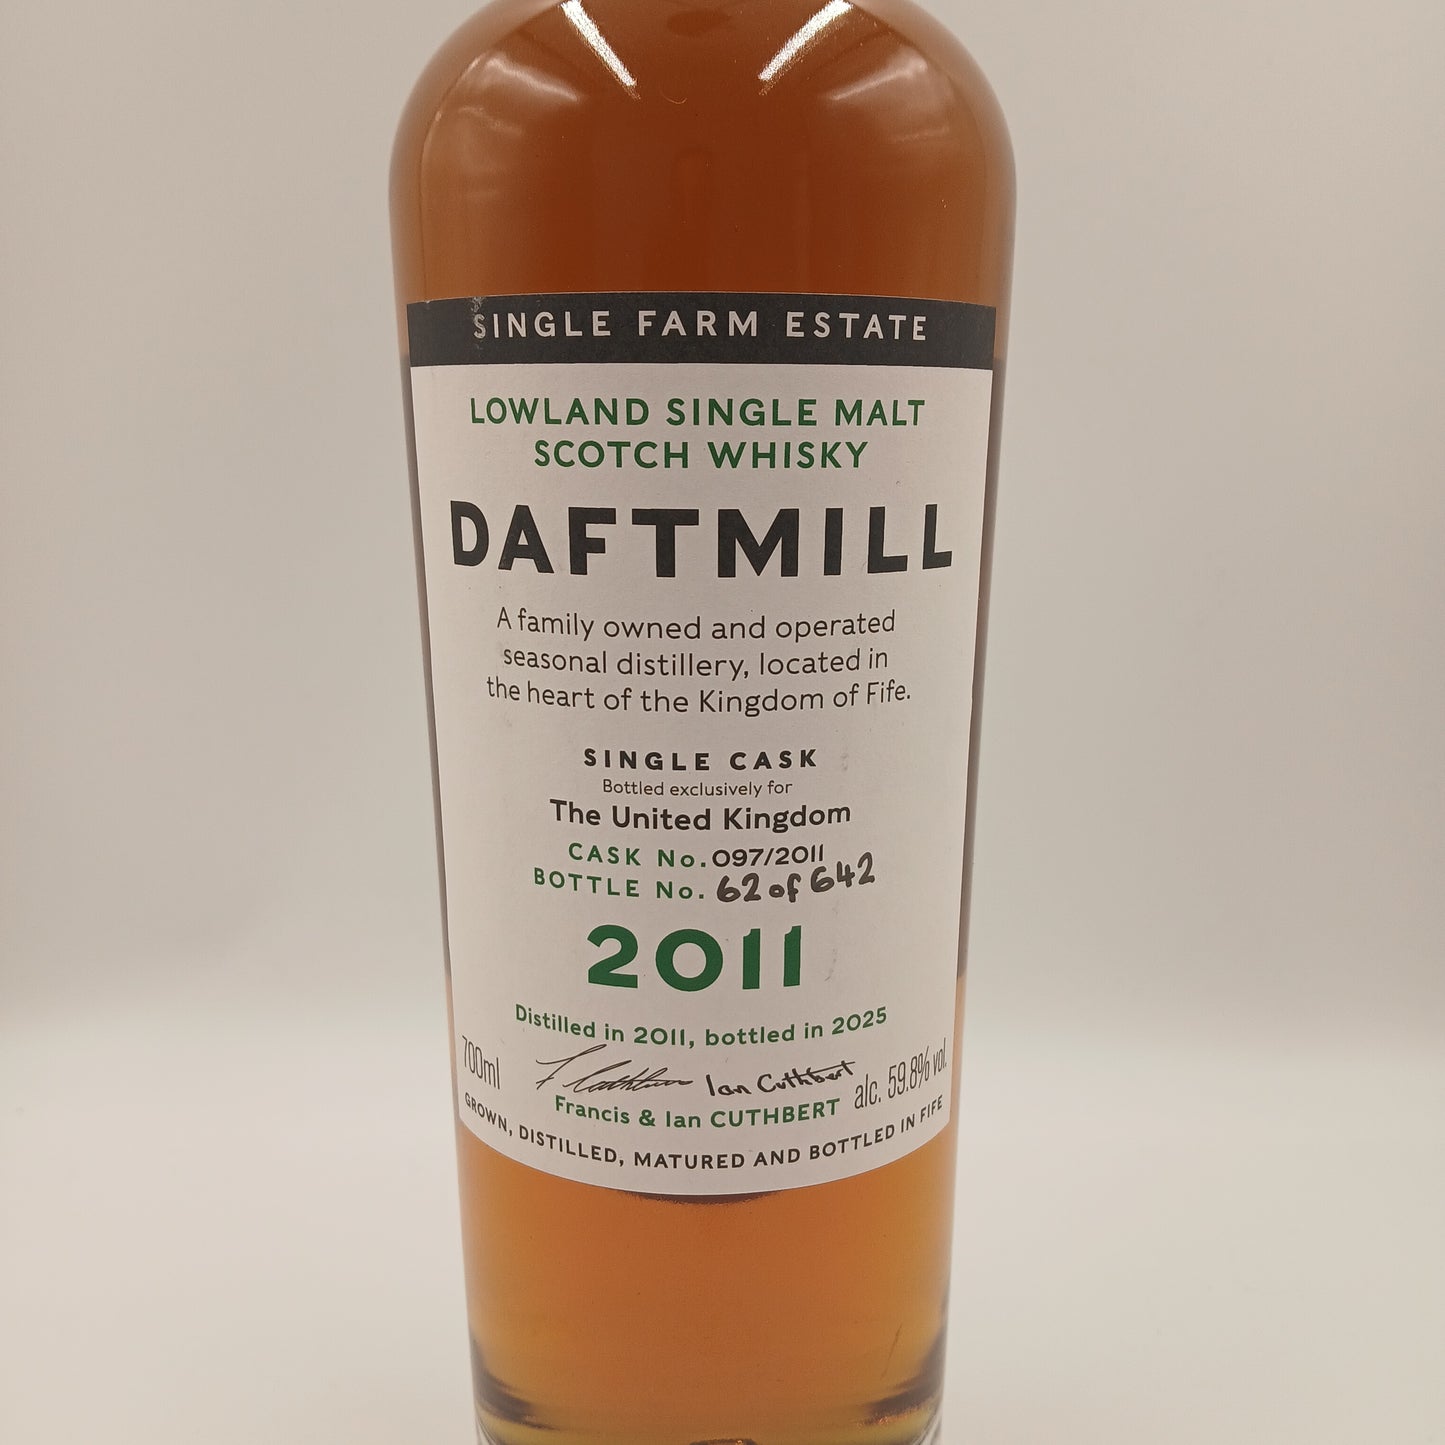 SINGLE FARM ESTATE
LOWLAND SINGLE MALT
SCOTCH WHISKY
DAFTMILL
A family owned and operated
seasonal distillery, located in
the heart of the Kingdom of Fife.
SINGLE CASK
Bottled exclusively for
The United Kingdom
CASK No. 097/2011
BOTTLE No. 62 of 642
2011
Distilled in 2011, bottled in 2025
700ml
Ian Cuthbert
alc. 59.8% vol.
Francis & Ian CUTHBERT
GROWN, DISTILLED, MATURED AND BOTTLED IN FIFE